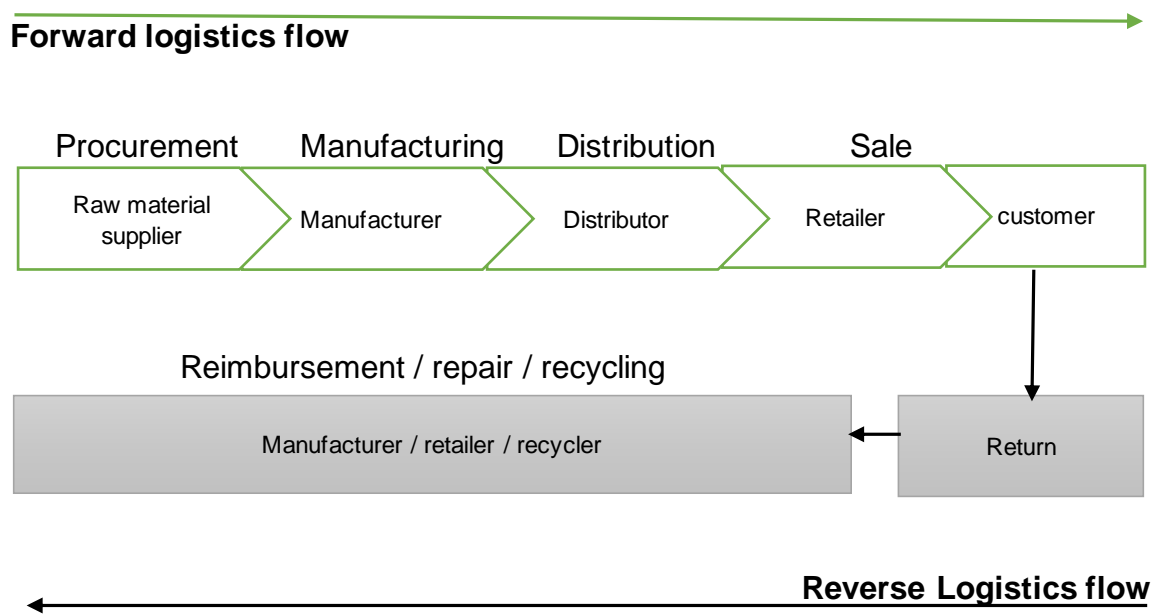 Forward logistics flow
Procurement
Manufacturing
Distribution
Sale
Raw material
supplier
Manufacturer
Distributor
Retailer
customer
Reimbursement / repair / recycling
Manufacturer / retailer / recycler
Return
Reverse Logistics flow